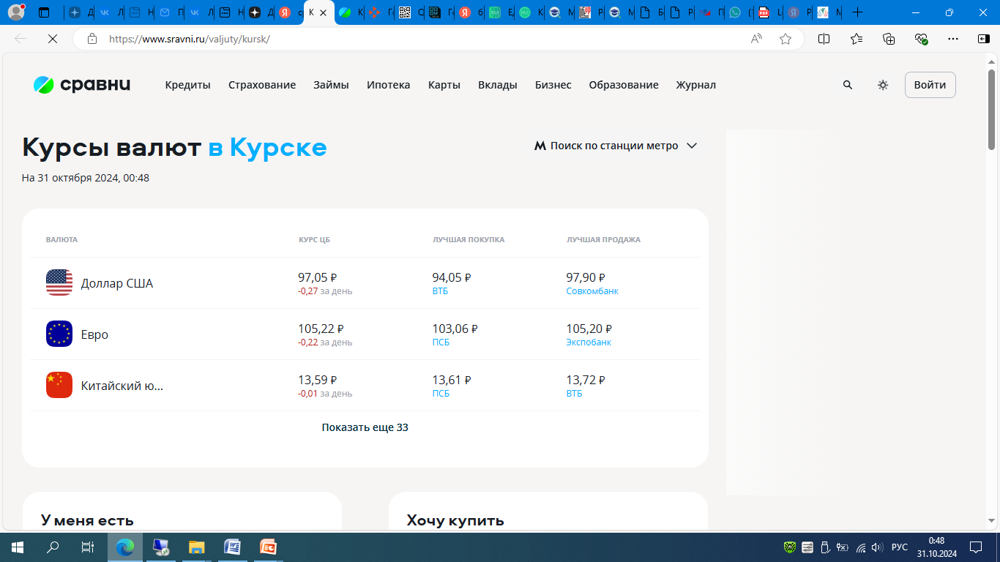 https://www.sravni.ru/valjuty/kursk/
сравни
Кредиты Страхование Займы Ипотека Карты Вклады Бизнес Образование Журнал
Войти
Курсы валют в Курске
Поиск по станции метро
На 31 октября 2024, 00:48
ВАЛЮТА КУРС ЦБ ЛУЧШАЯ ПОКУПКА ЛУЧШАЯ ПРОДАЖА
Доллар США
97,05 ₽ 94,05 ₽ 97,90 ₽
-0,27 за день ВТБ Совкомбанк
Евро
105,22 ₽ 103,06 ₽ 105,20 ₽
-0,22 за день ПСБ Экспобанк
Китайский ю...
13,59 ₽ 13,61 ₽ 13,72 ₽
-0,01 за день ПСБ ВТБ
Показать еще 33
У меня есть Хочу купить
РУС
0:48
31.10.2024